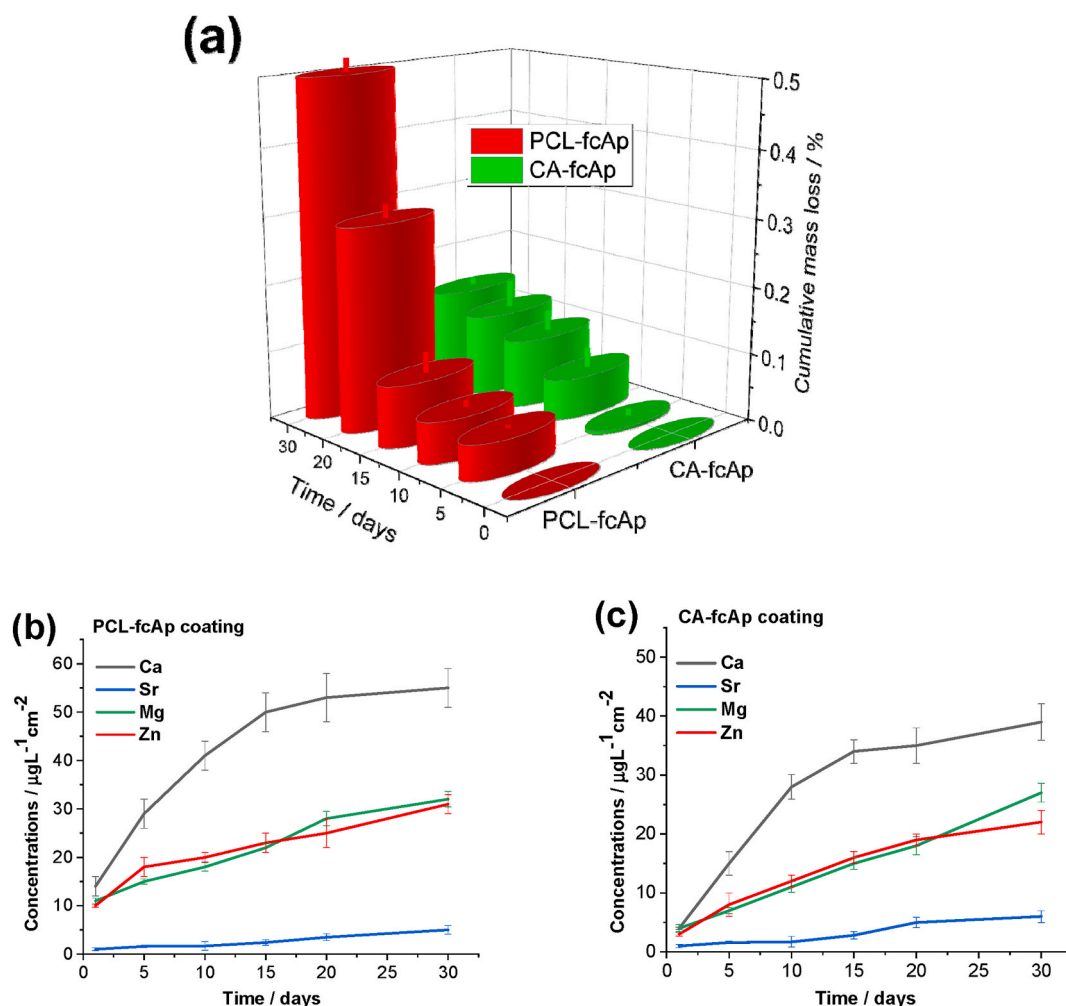 (a)
PCL-fcAp
CA-fcAp
0.5
0.4
0.3
0.2
0.1
0.0
Cumulative mass loss / %
30
20
15
10
5
0
Time / days
PCL-fcAp
CA-fcAp
(b)
PCL-fcAp coating
Ca
Sr
Mg
Zn
60
50
40
30
20
10
0
Concentrations / µgL⁻¹cm⁻²
0 5 10 15 20 25 30
Time / days
(c)
CA-fcAp coating
Ca
Sr
Mg
Zn
50
40
30
20
10
0
Concentrations / µgL⁻¹cm⁻²
0 5 10 15 20 25 30
Time / days